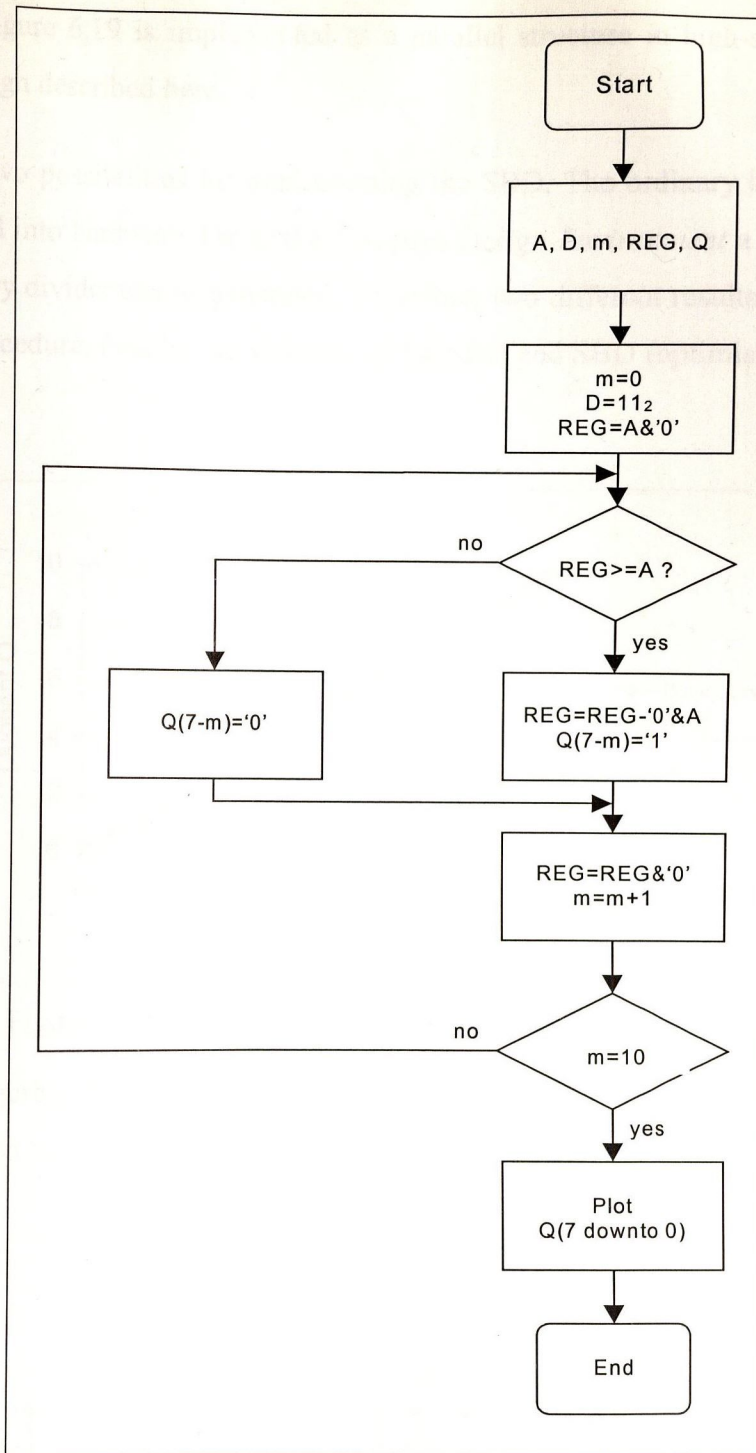 Start
A, D, m, REG, Q
m=0
D=11₂
REG=A&'0'
REG>=A ?
no
yes
Q(7-m)='0'
REG=REG-'0'&A
Q(7-m)='1'
REG=REG&'0'
m=m+1
m=10
no
yes
Plot
Q(7 downto 0)
End